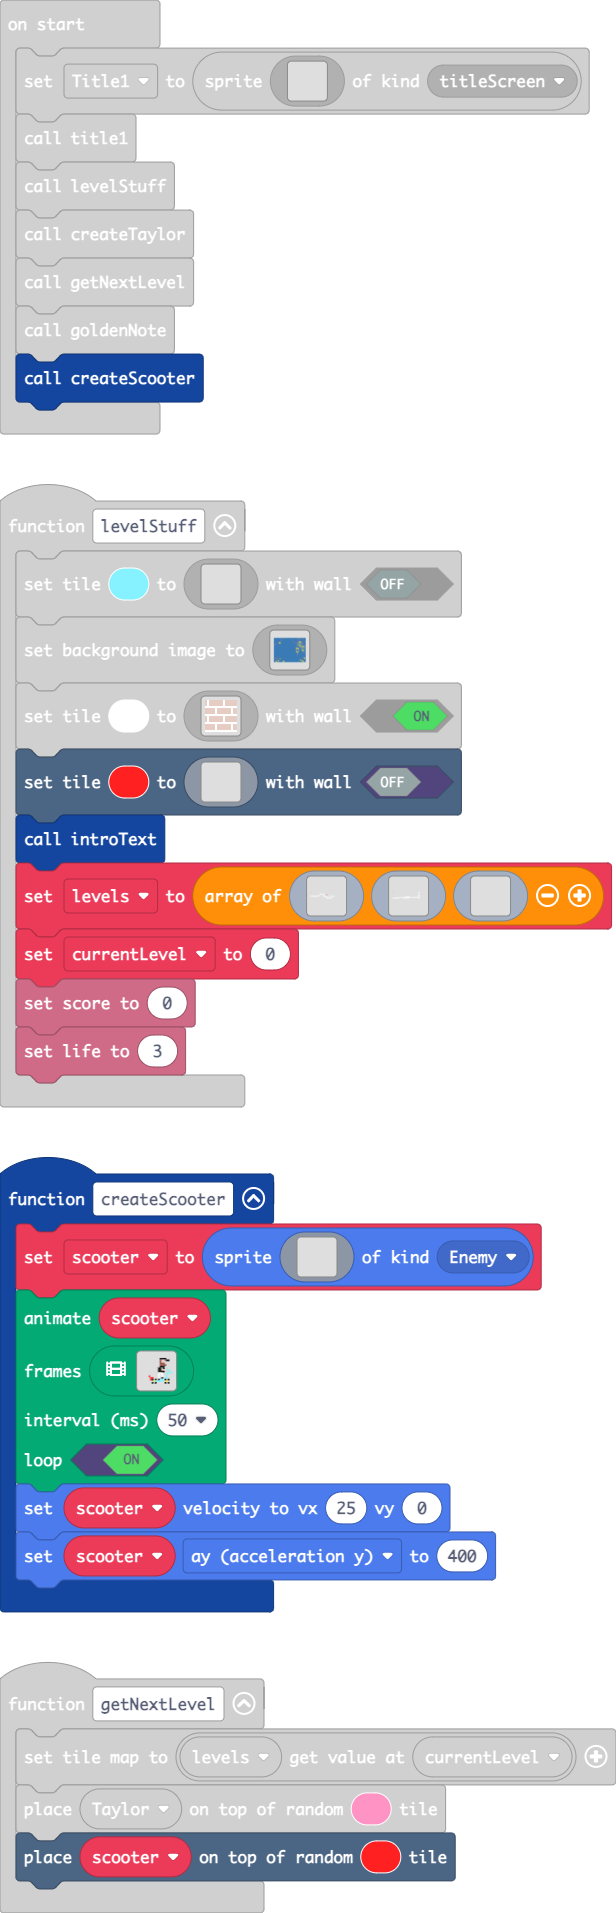 on start
set Title1 to sprite of kind titleScreen
call title1
call levelStuff
call createTaylor
call getNextLevel
call goldenNote
call createScooter
function levelStuff
set tile to with wall OFF
set background image to
set tile to with wall ON
set tile to with wall OFF
call introText
set levels to array of
set currentLevel to 0
set score to 0
set life to 3
function createScooter
set scooter to sprite of kind Enemy
animate scooter
frames
interval (ms) 50
loop ON
set scooter velocity to vx 25 vy 0
set scooter ay (acceleration y) to 400
function getNextLevel
set tile map to levels get value at currentLevel
place Taylor on top of random tile
place scooter on top of random tile